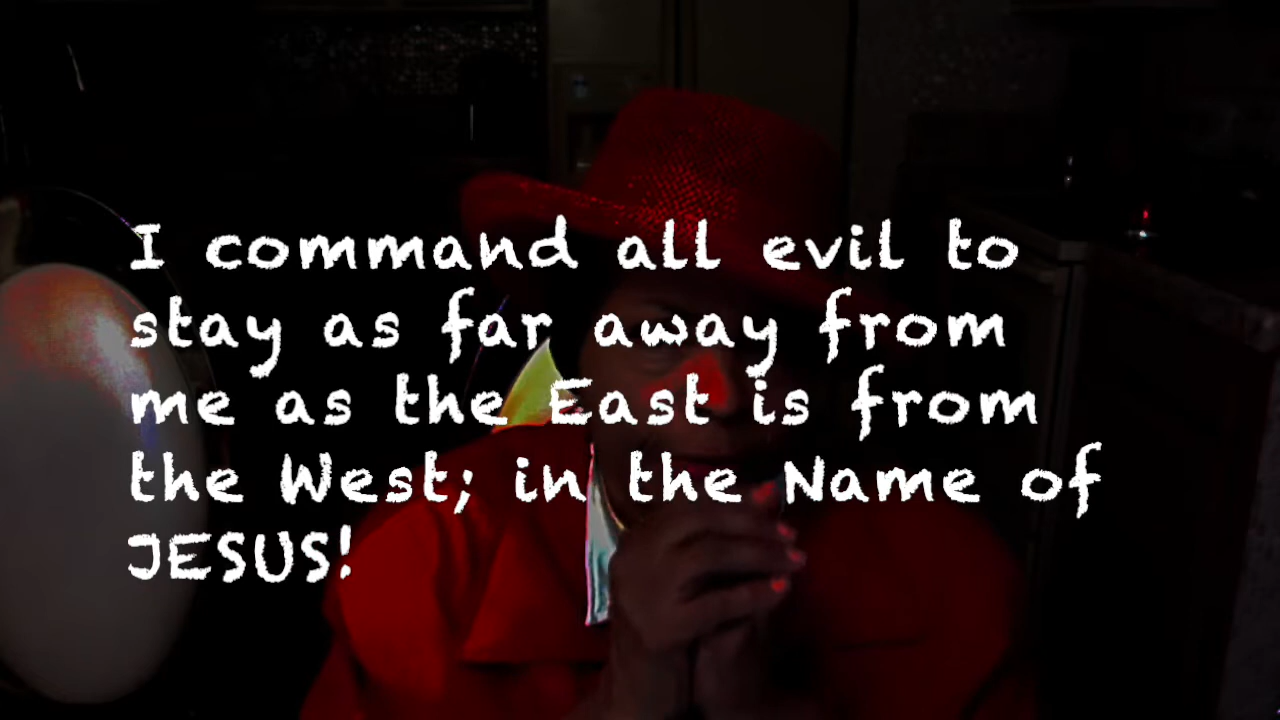 I command all evil to
stay as far away from
me as the East is from
the West; in the Name of
JESUS!